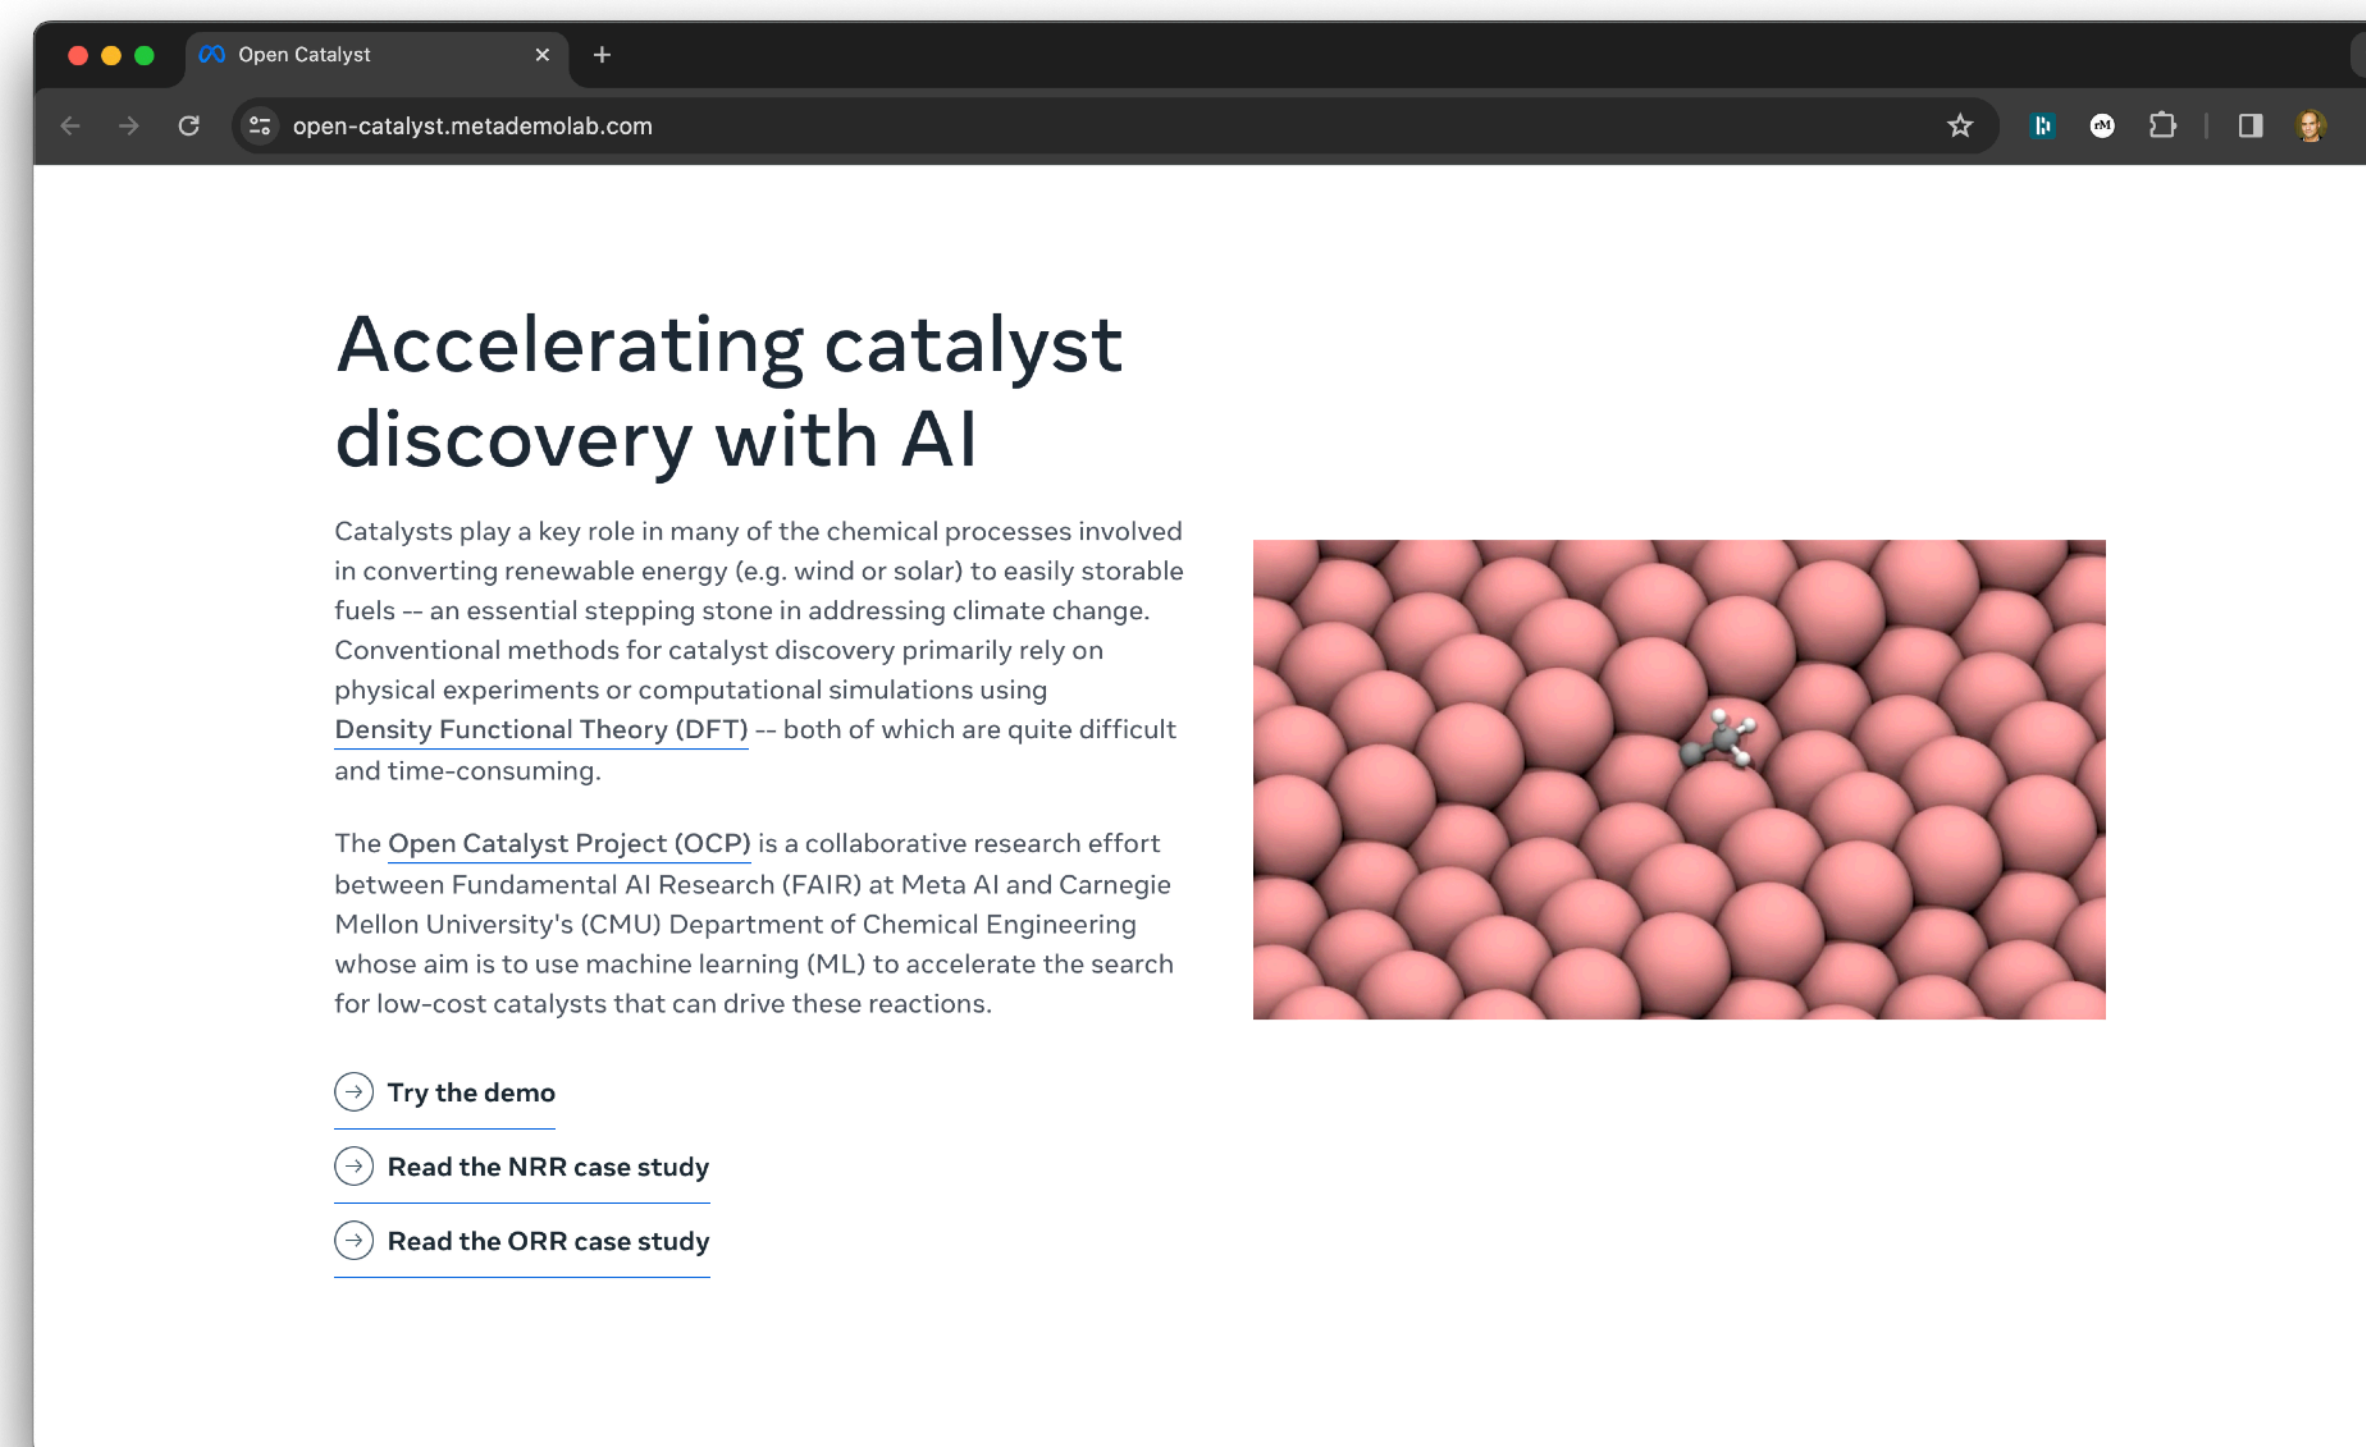 Open Catalyst
open-catalyst.metademolab.com
rM
Accelerating catalyst
discovery with AI
Catalysts play a key role in many of the chemical processes involved
in converting renewable energy (e.g. wind or solar) to easily storable
fuels -- an essential stepping stone in addressing climate change.
Conventional methods for catalyst discovery primarily rely on
physical experiments or computational simulations using
Density Functional Theory (DFT) -- both of which are quite difficult
and time-consuming.
The Open Catalyst Project (OCP) is a collaborative research effort
between Fundamental AI Research (FAIR) at Meta AI and Carnegie
Mellon University's (CMU) Department of Chemical Engineering
whose aim is to use machine learning (ML) to accelerate the search
for low-cost catalysts that can drive these reactions.
Try the demo
Read the NRR case study
Read the ORR case study